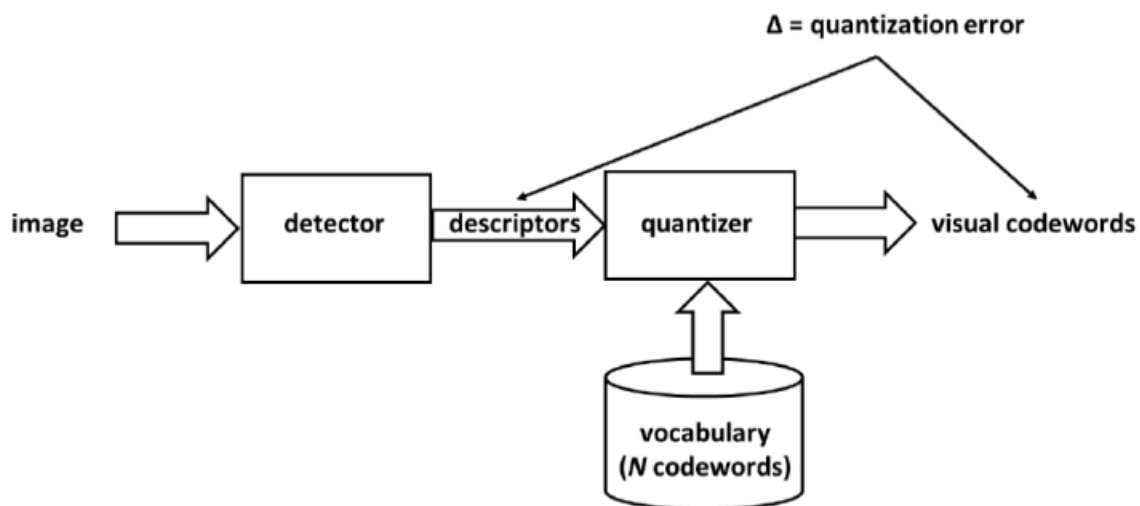 Δ = quantization error
image
detector
descriptors
quantizer
visual codewords
vocabulary
(N codewords)